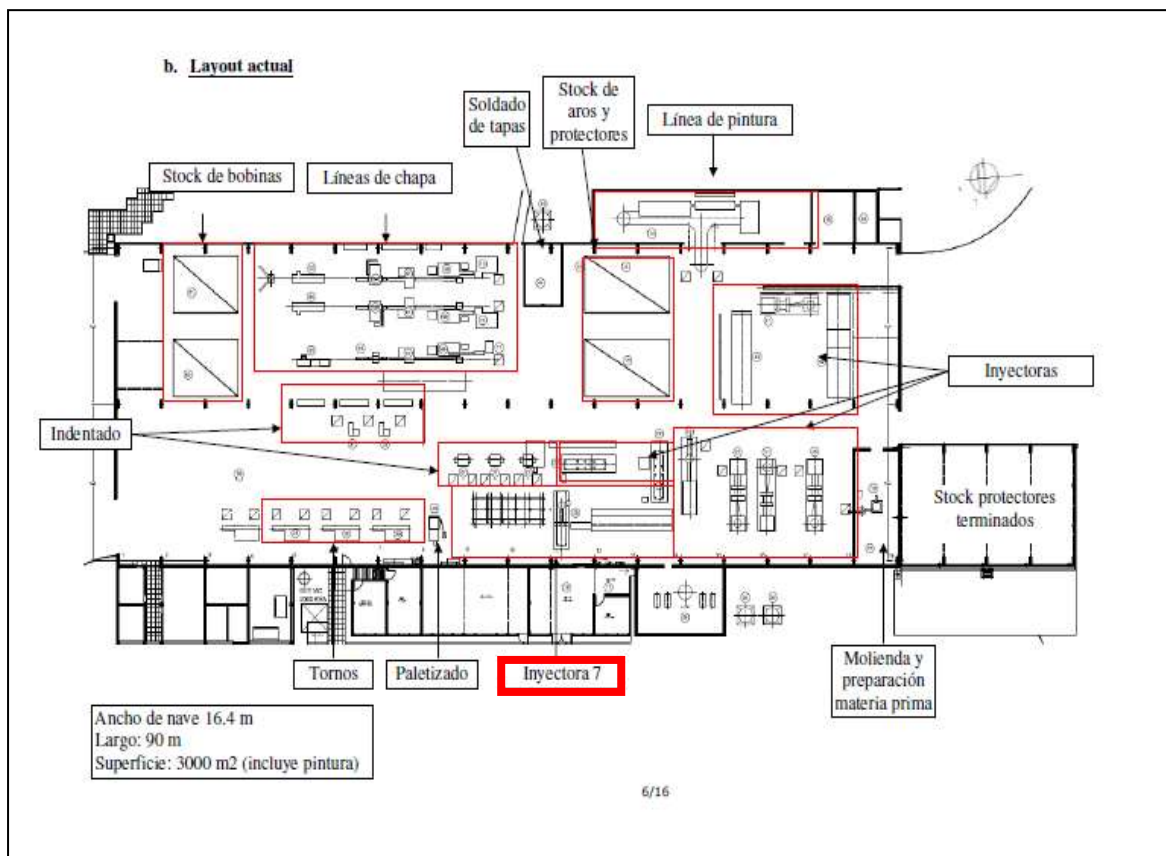 b. Layout actual
Soldado
de tapas
Stock de
aros y
protectores
Línea de pintura
Stock de bobinas
Líneas de chapa
Inyectoras
Indentado
Stock protectores
terminados
Tornos
Paletizado
Inyectora 7
Molienda y
preparación
materia prima
Ancho de nave 16.4 m
Largo: 90 m
Superficie: 3000 m2 (incluye pintura)
6/16